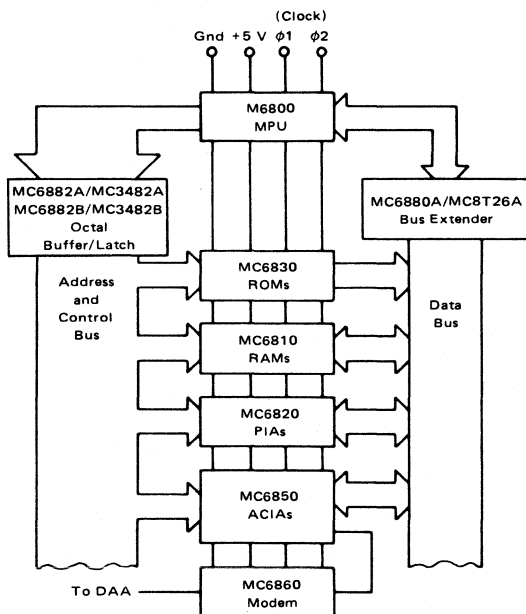 (Clock)
Gnd +5 V ϕ1 ϕ2
M6800
MPU
MC6882A/MC3482A
MC6882B/MC3482B
Octal
Buffer/Latch
MC6880A/MC8T26A
Bus Extender
Address
and
Control
Bus
MC6830
ROMs
Data
Bus
MC6810
RAMs
MC6820
PIAs
MC6850
ACIAs
To DAA
MC6860
Modem